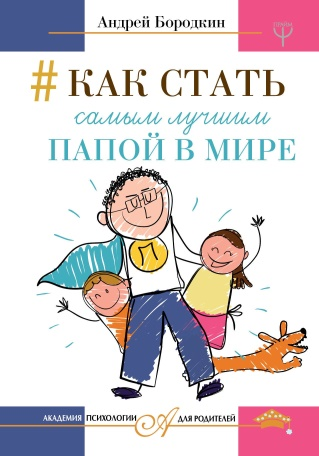 Андрей Бородкин
# КАК СТАТЬ
самым лучшим
ПАПОЙ В МИРЕ
П
АКАДЕМИЯ ПСИХОЛОГИИ ДЛЯ РОДИТЕЛЕЙ